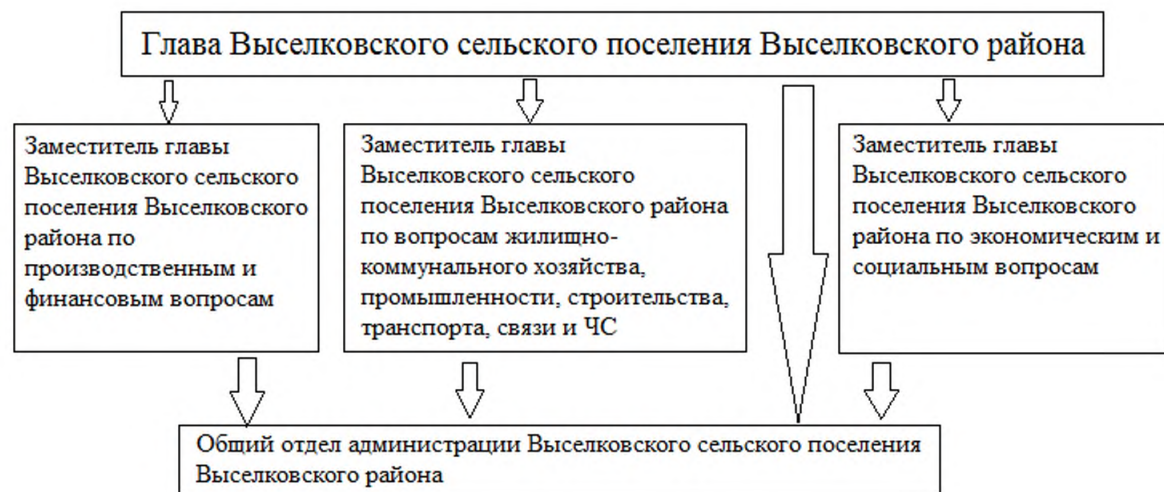 Глава Выселковского сельского поселения Выселковского района
Заместитель главы
Выселковского сельского
поселения Выселковского
района по
производственным и
финансовым вопросам
Заместитель главы
Выселковского сельского
поселения Выселковского района
по вопросам жилищно-
коммунального хозяйства,
промышленности, строительства,
транспорта, связи и ЧС
Заместитель главы
Выселковского сельского
поселения Выселковского
района по экономическим и
социальным вопросам
Общий отдел администрации Выселковского сельского поселения
Выселковского района